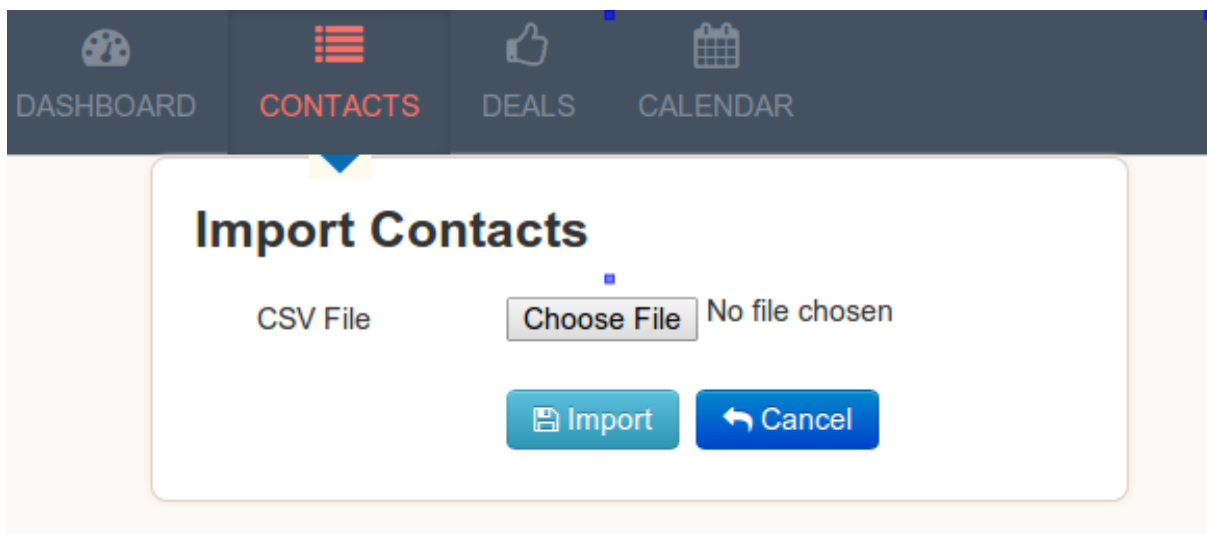 DASHBOARD CONTACTS DEALS CALENDAR
Import Contacts
CSV File Choose File No file chosen
Import Cancel